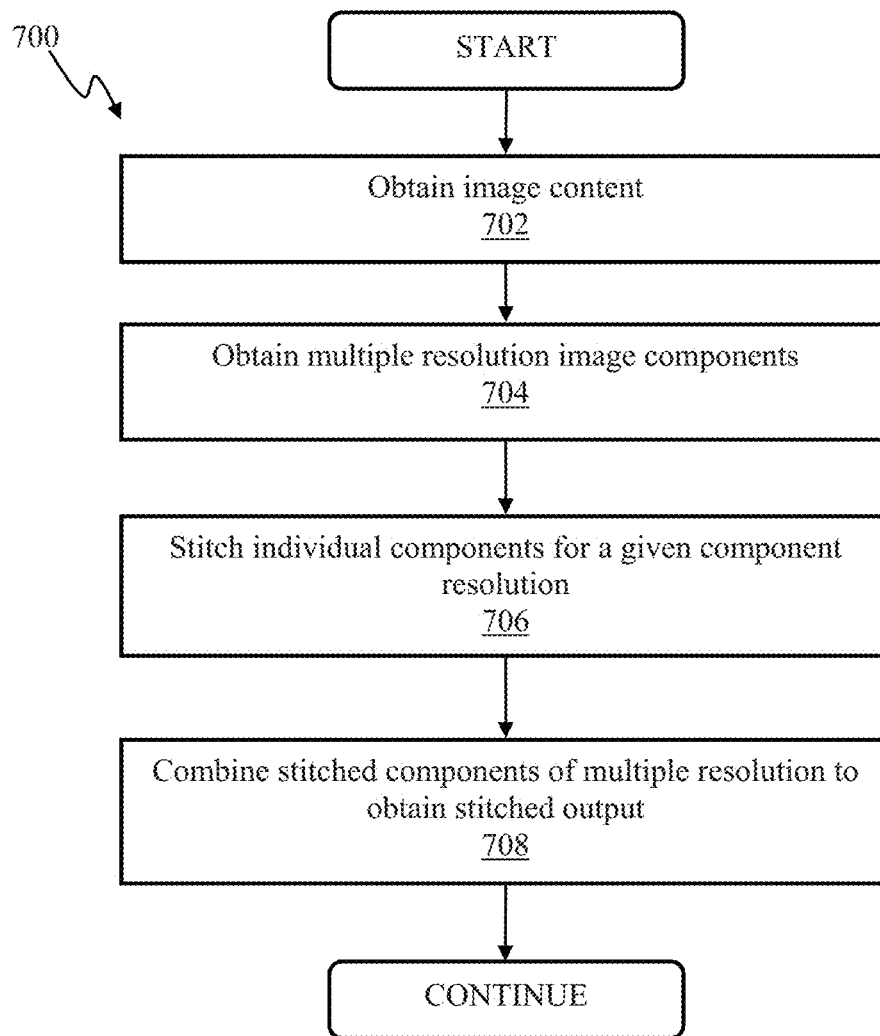 700
START
Obtain image content
702
Obtain multiple resolution image components
704
Stitch individual components for a given component
resolution
706
Combine stitched components of multiple resolution to
obtain stitched output
708
CONTINUE